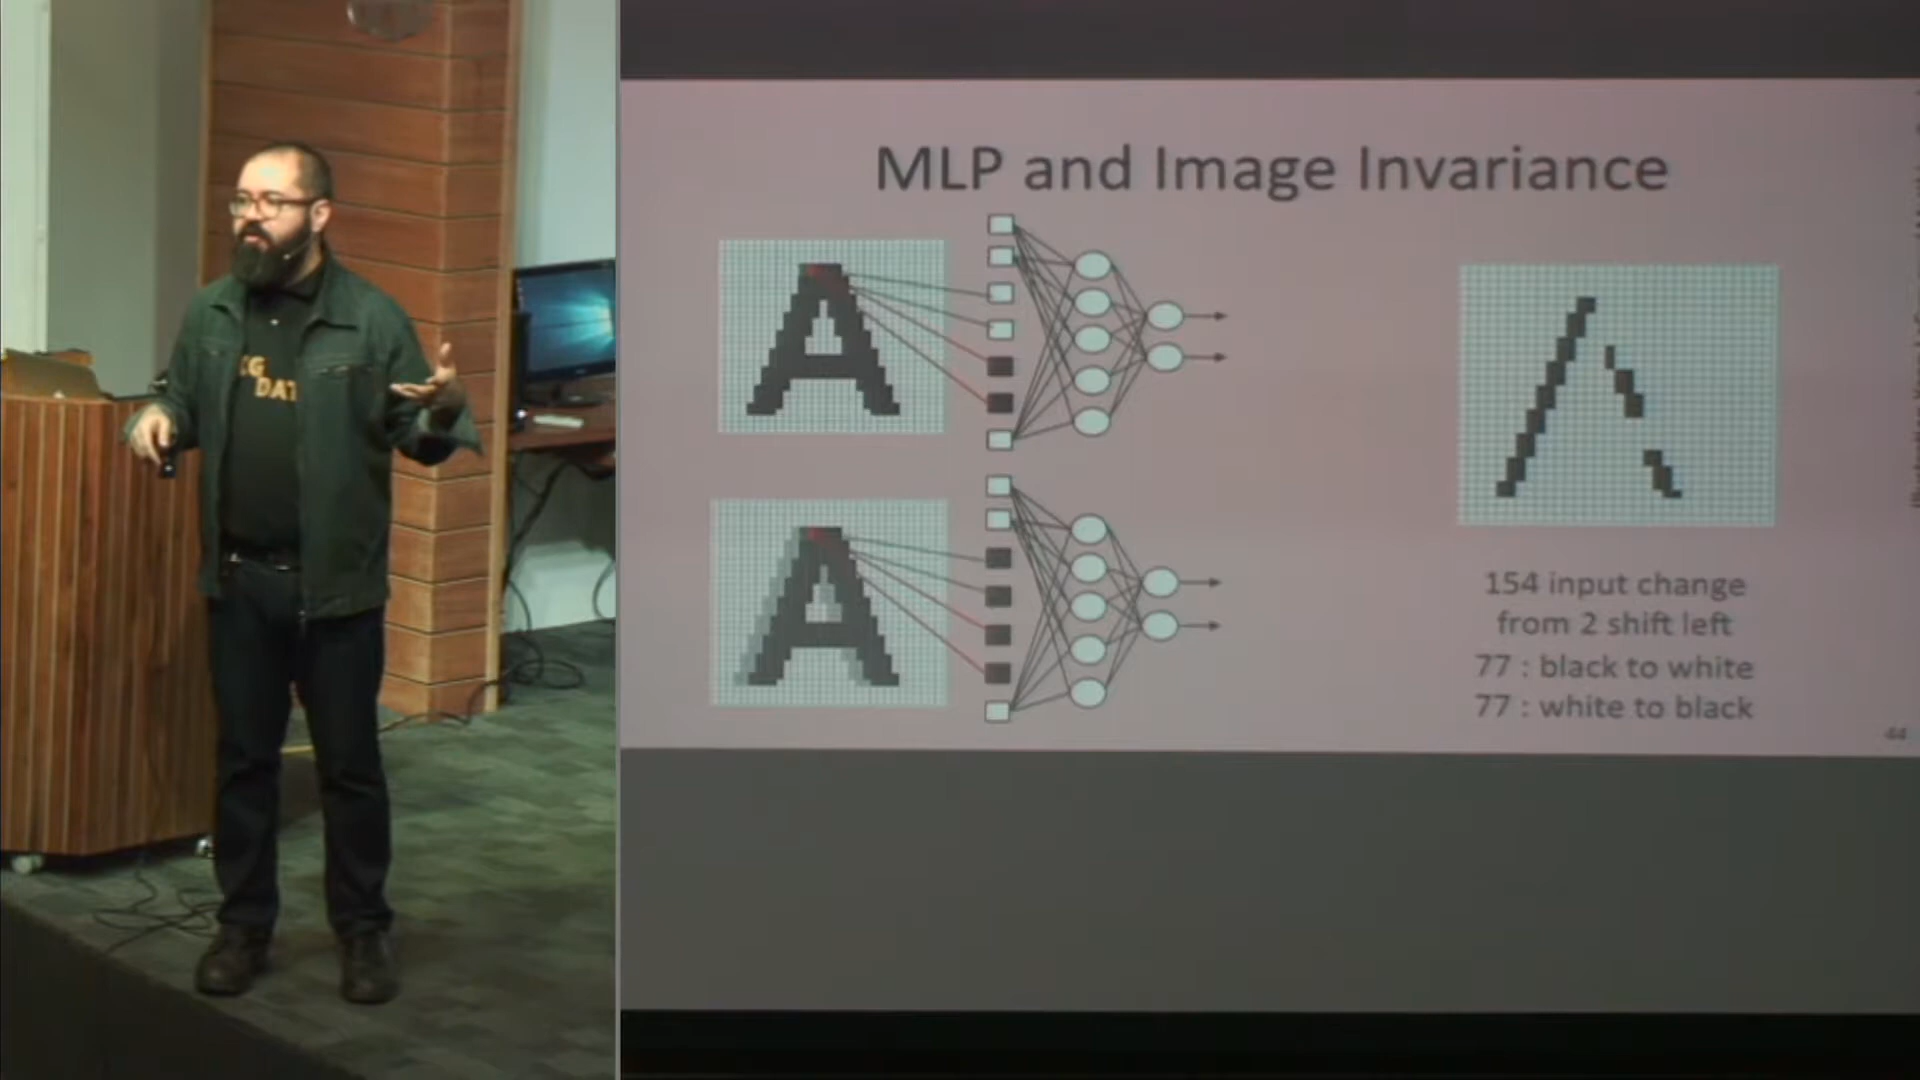 MLP and Image Invariance
154 input change
from 2 shift left
77 : black to white
77 : white to black
44
A
A
DAT